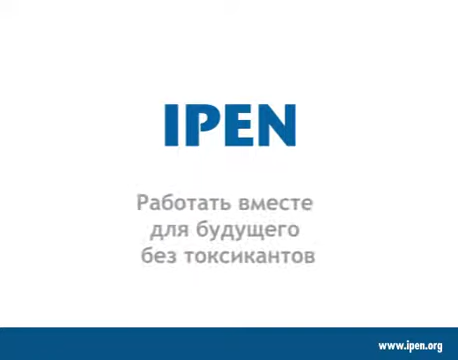 IPEN
Работать вместе
для будущего
без токсикантов
www.ipen.org